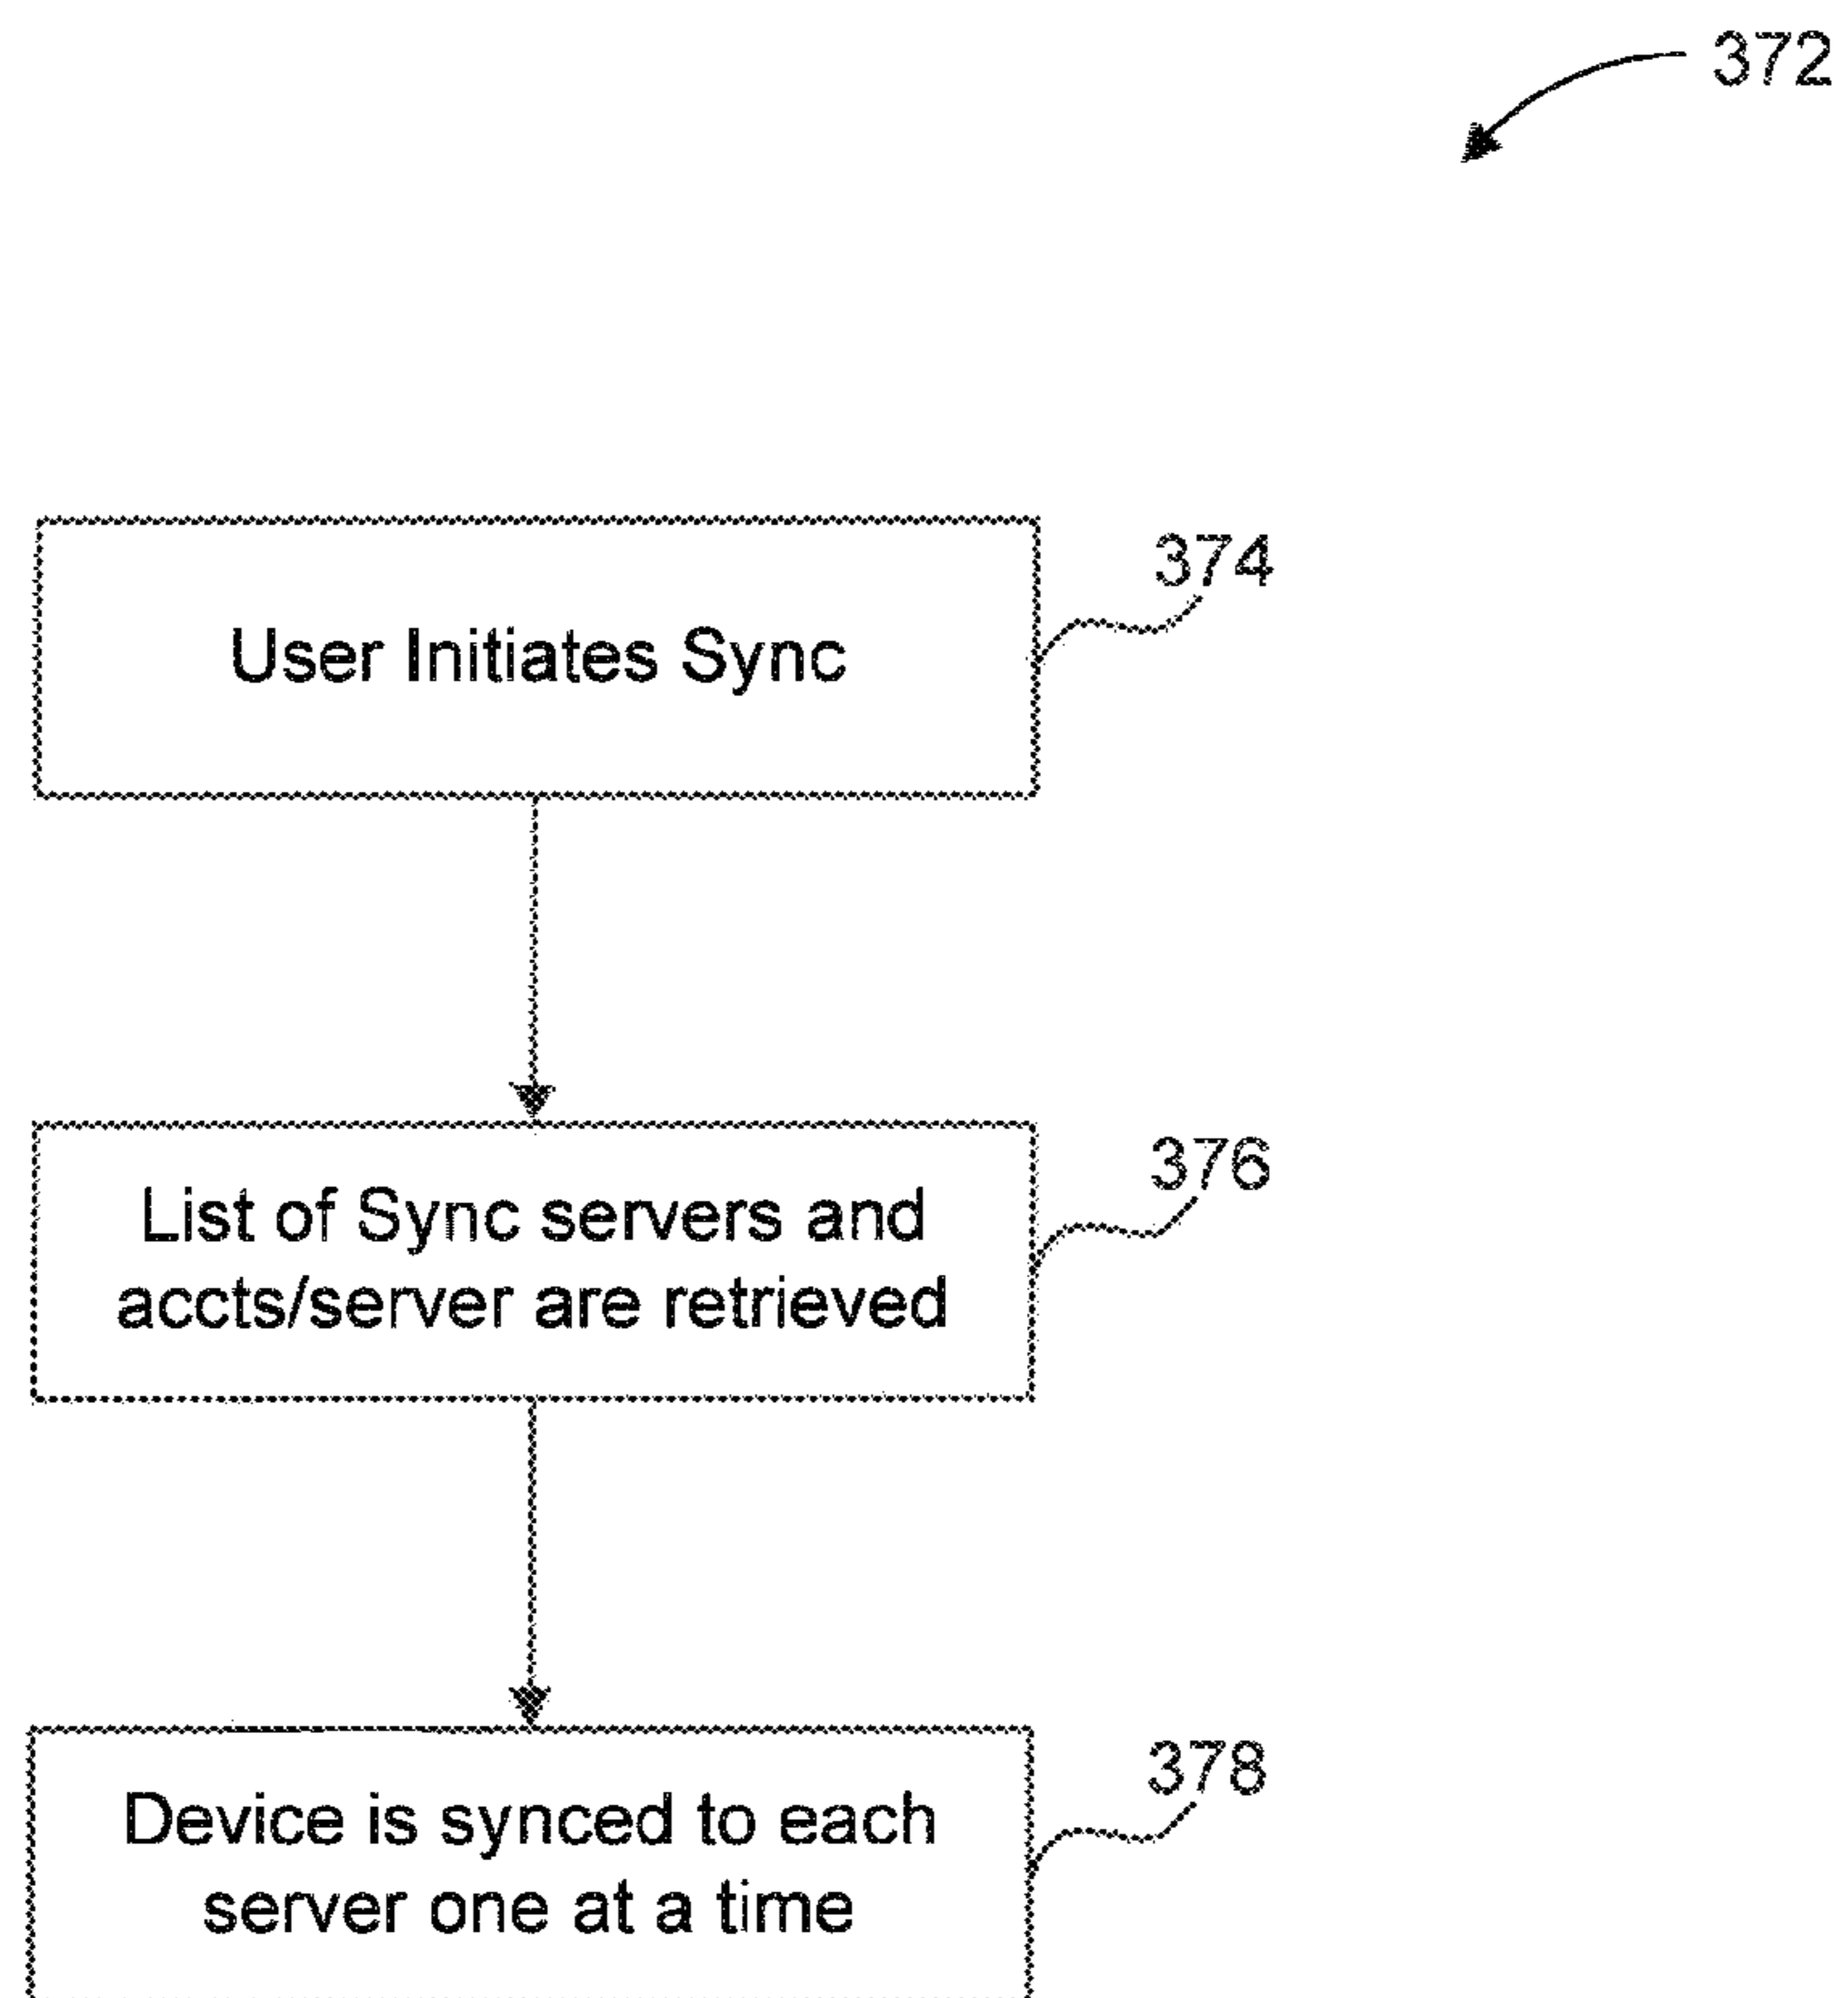 372
374
User Initiates Sync
376
List of Sync servers and
accts/server are retrieved
378
Device is synced to each
server one at a time